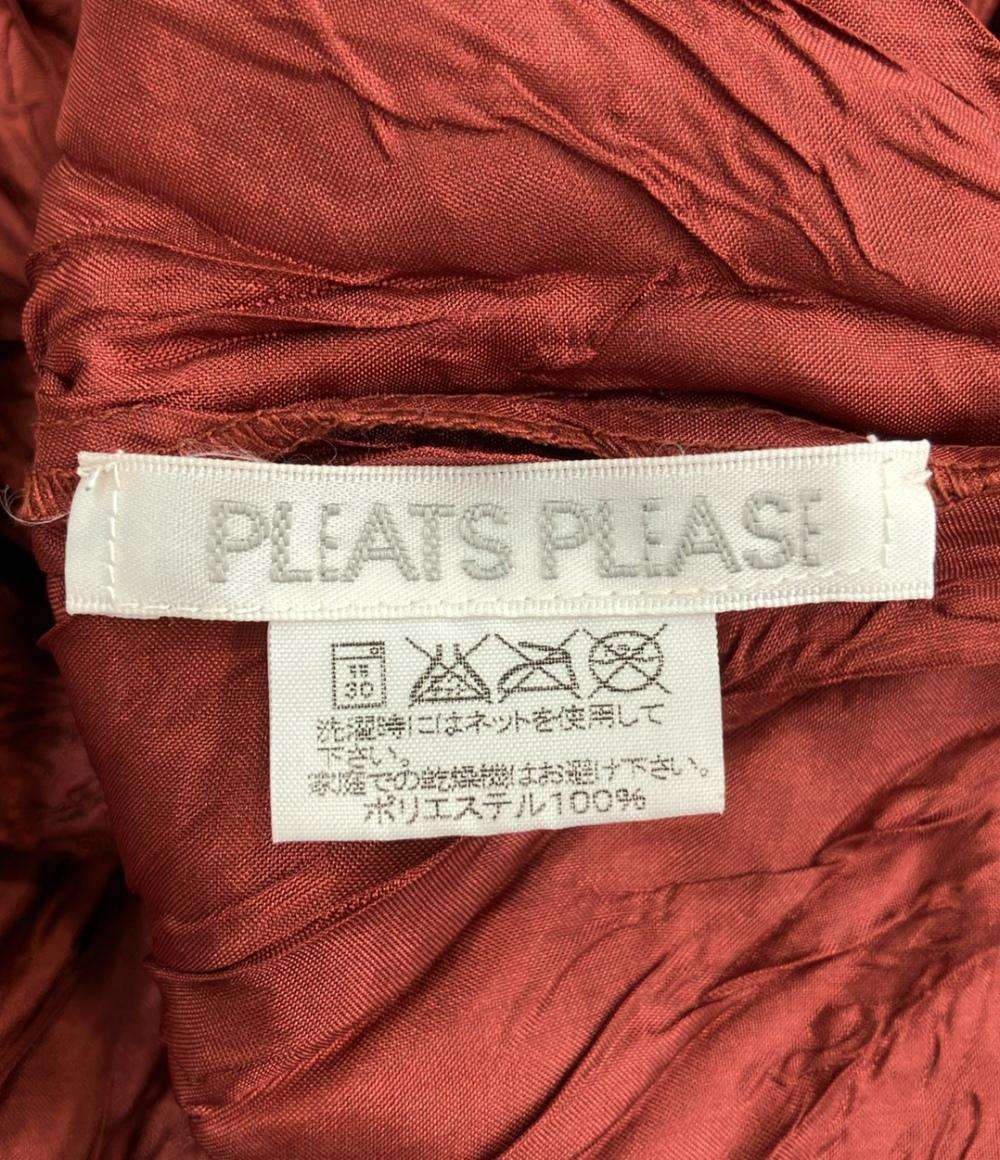 PLEATS PLEASE
弱
30
洗濯時にはネットを使用して
下さい。
家庭での乾燥機はお避け下さい。
ポリエステル100%